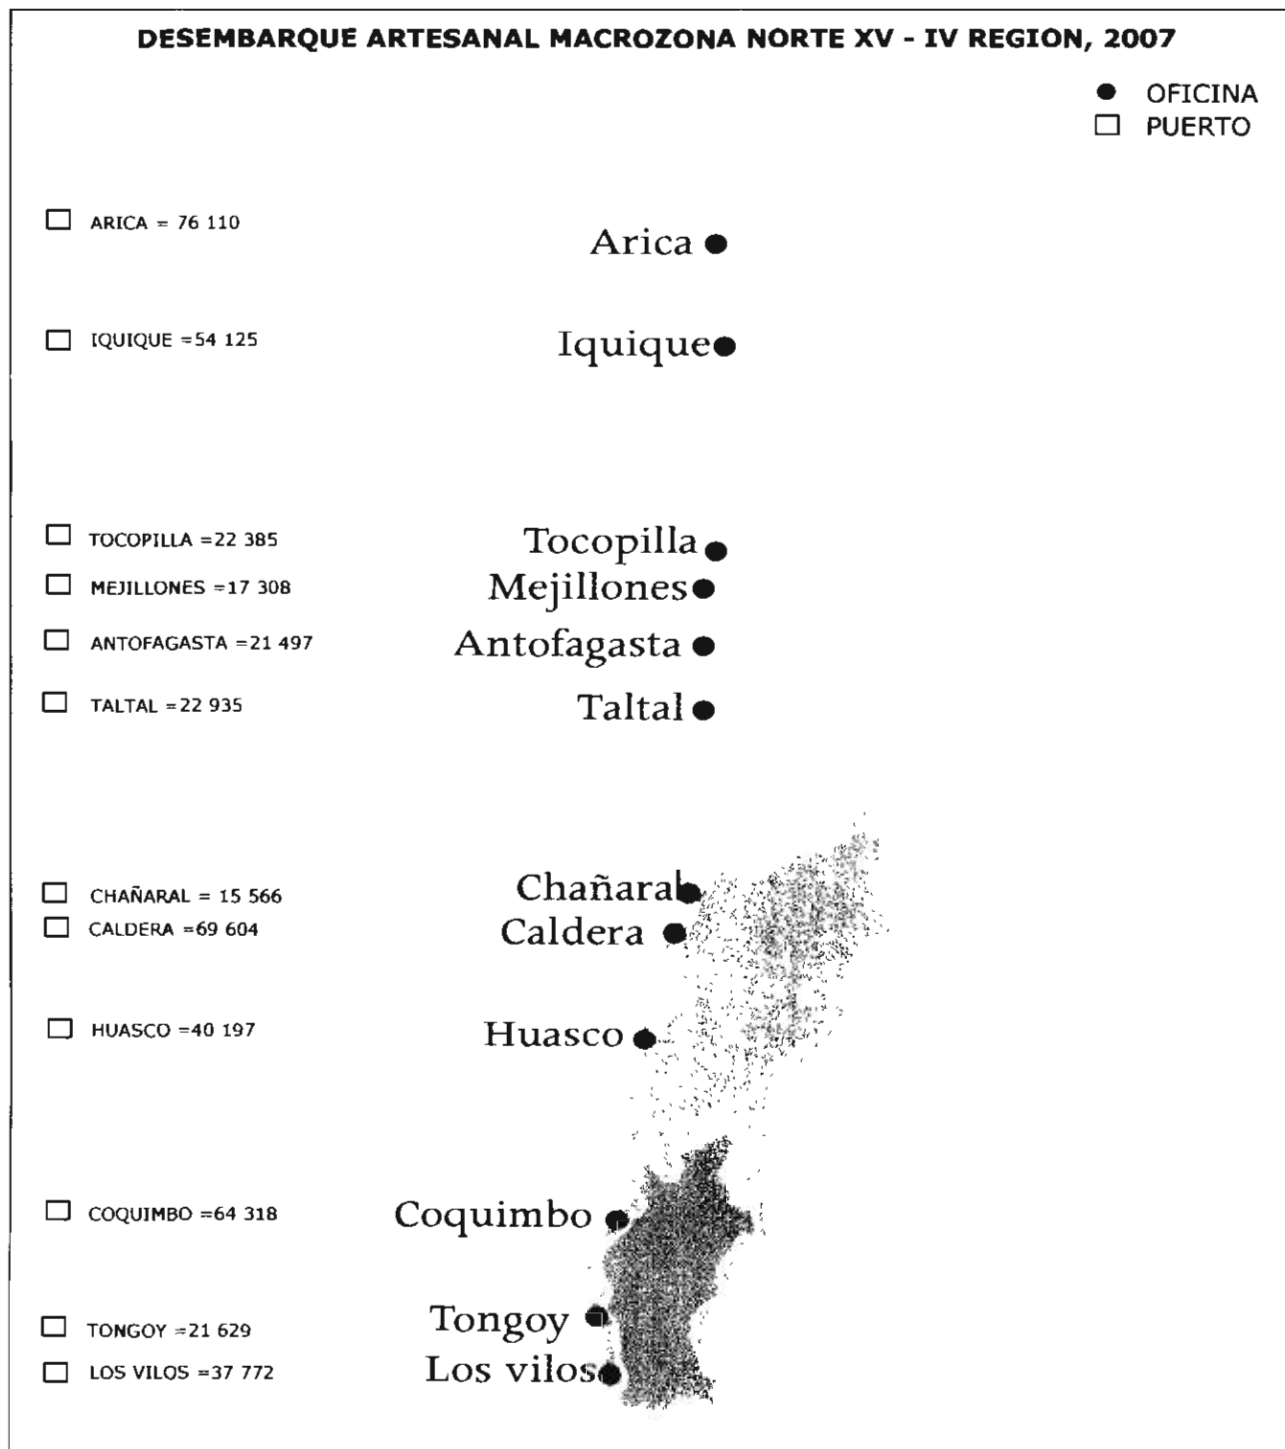 DESEMBARQUE ARTESANAL MACROZONA NORTE XV - IV REGION, 2007
OFICINA
PUERTO
ARICA = 76 110
Arica
IQUIQUE =54 125
Iquique
TOCOPILLA =22 385
Tocopilla
MEJILLONES =17 308
Mejillones
ANTOFAGASTA =21 497
Antofagasta
TALTAL =22 935
Taltal
CHAÑARAL = 15 566
Chañaral
CALDERA =69 604
Caldera
HUASCO =40 197
Huasco
COQUIMBO =64 318
Coquimbo
TONGOY =21 629
Tongoy
LOS VILOS =37 772
Los vilos